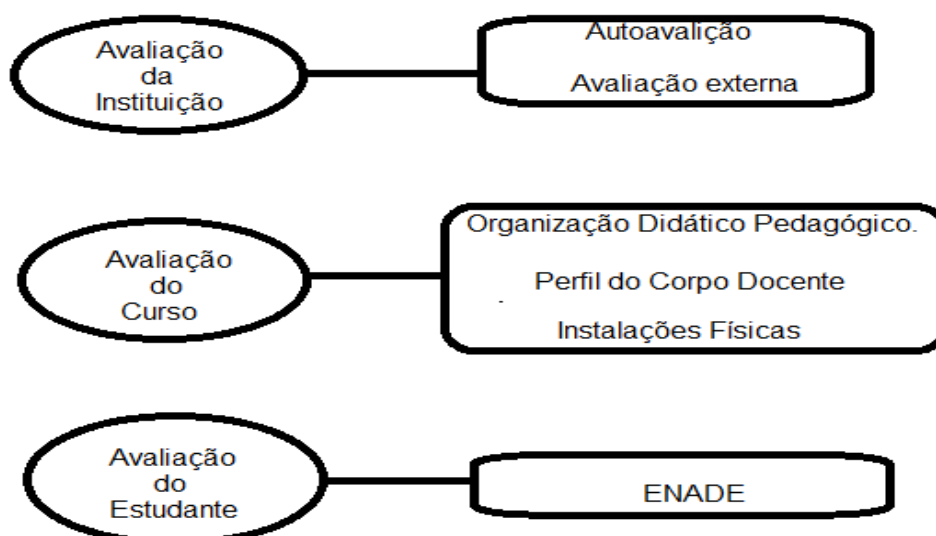 Avaliação
da
Instituição
Autoavalição
Avaliação externa
Avaliação
do
Curso
Organização Didático Pedagógico.
Perfil do Corpo Docente
Instalações Físicas
Avaliação
do
Estudante
ENADE